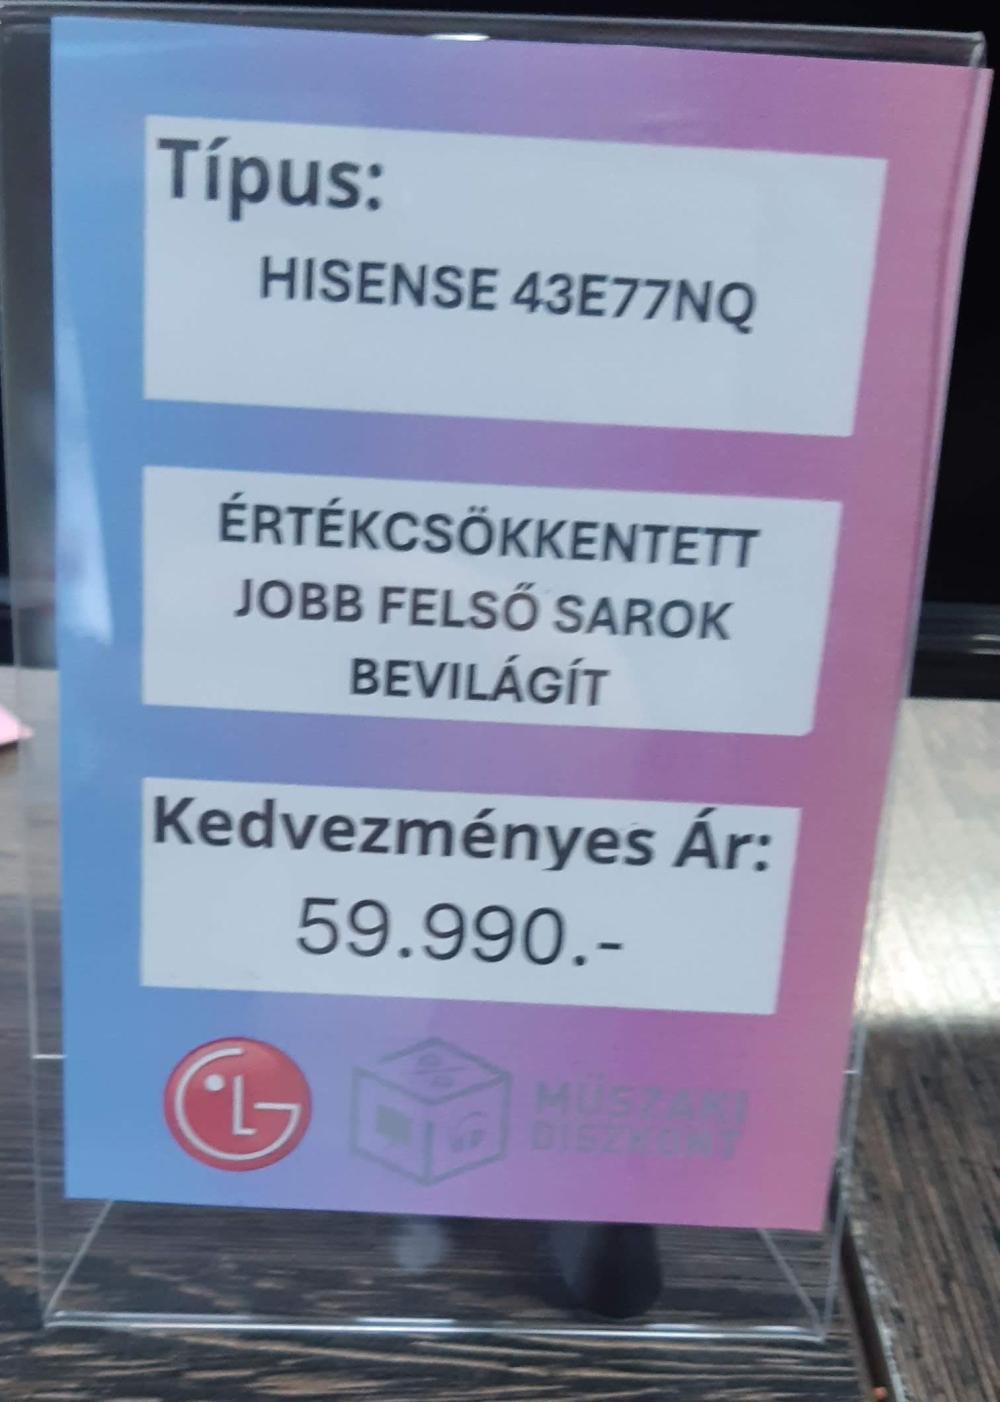 Típus:
HISENSE 43E77NQ
ÉRTÉKCSÖKKENTETT
JOBB FELSŐ SAROK
BEVILÁGÍT
Kedvezményes Ár:
59.990.-
LG
%
MŰSZAKI
DISZKONT